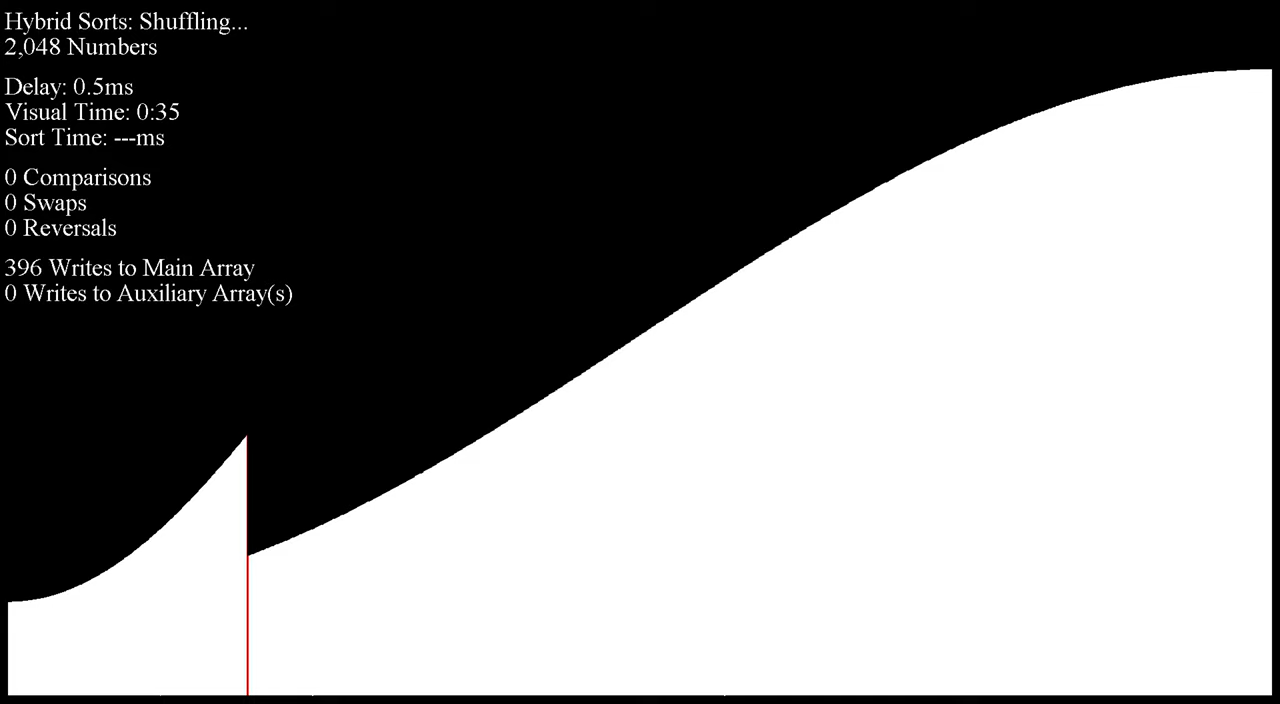 Hybrid Sorts: Shuffling...
2,048 Numbers
Delay: 0.5ms
Visual Time: 0:35
Sort Time: ---ms
0 Comparisons
0 Swaps
0 Reversals
396 Writes to Main Array
0 Writes to Auxiliary Array(s)